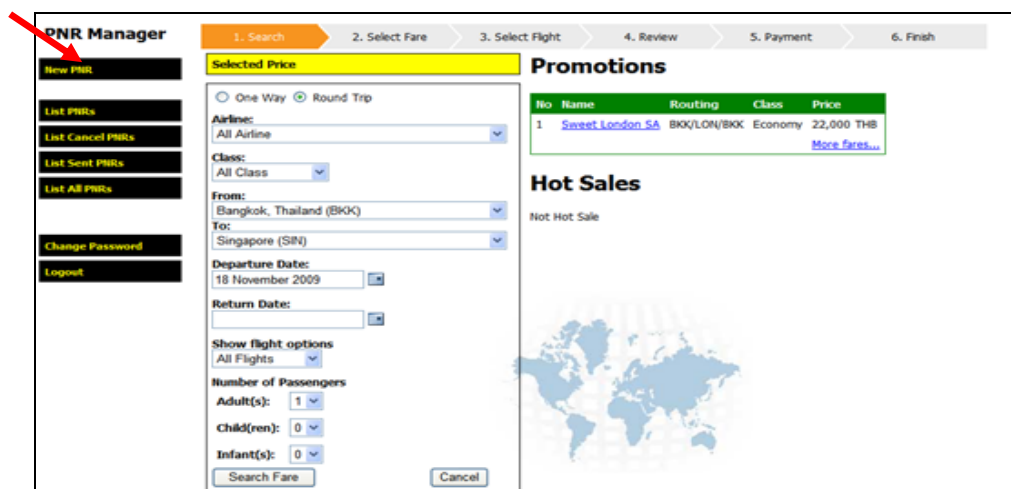 PNR Manager
1. Search 2. Select Fare 3. Select Flight 4. Review 5. Payment 6. Finish
New PNR
List PNRs
List Cancel PNRs
List Sent PNRs
List All PNRs
Change Password
Logout
Selected Price
One Way Round Trip
Airline:
All Airline
Class:
All Class
From:
Bangkok, Thailand (BKK)
To:
Singapore (SIN)
Departure Date:
18 November 2009
Return Date:
Show flight options
All Flights
Number of Passengers
Adult(s): 1
Child(ren): 0
Infant(s): 0
Search Fare Cancel
Promotions
No Name Routing Class Price
1 Sweet London SA BKK/LON/BKK Economy 22,000 THB
More fares...
Hot Sales
Not Hot Sale